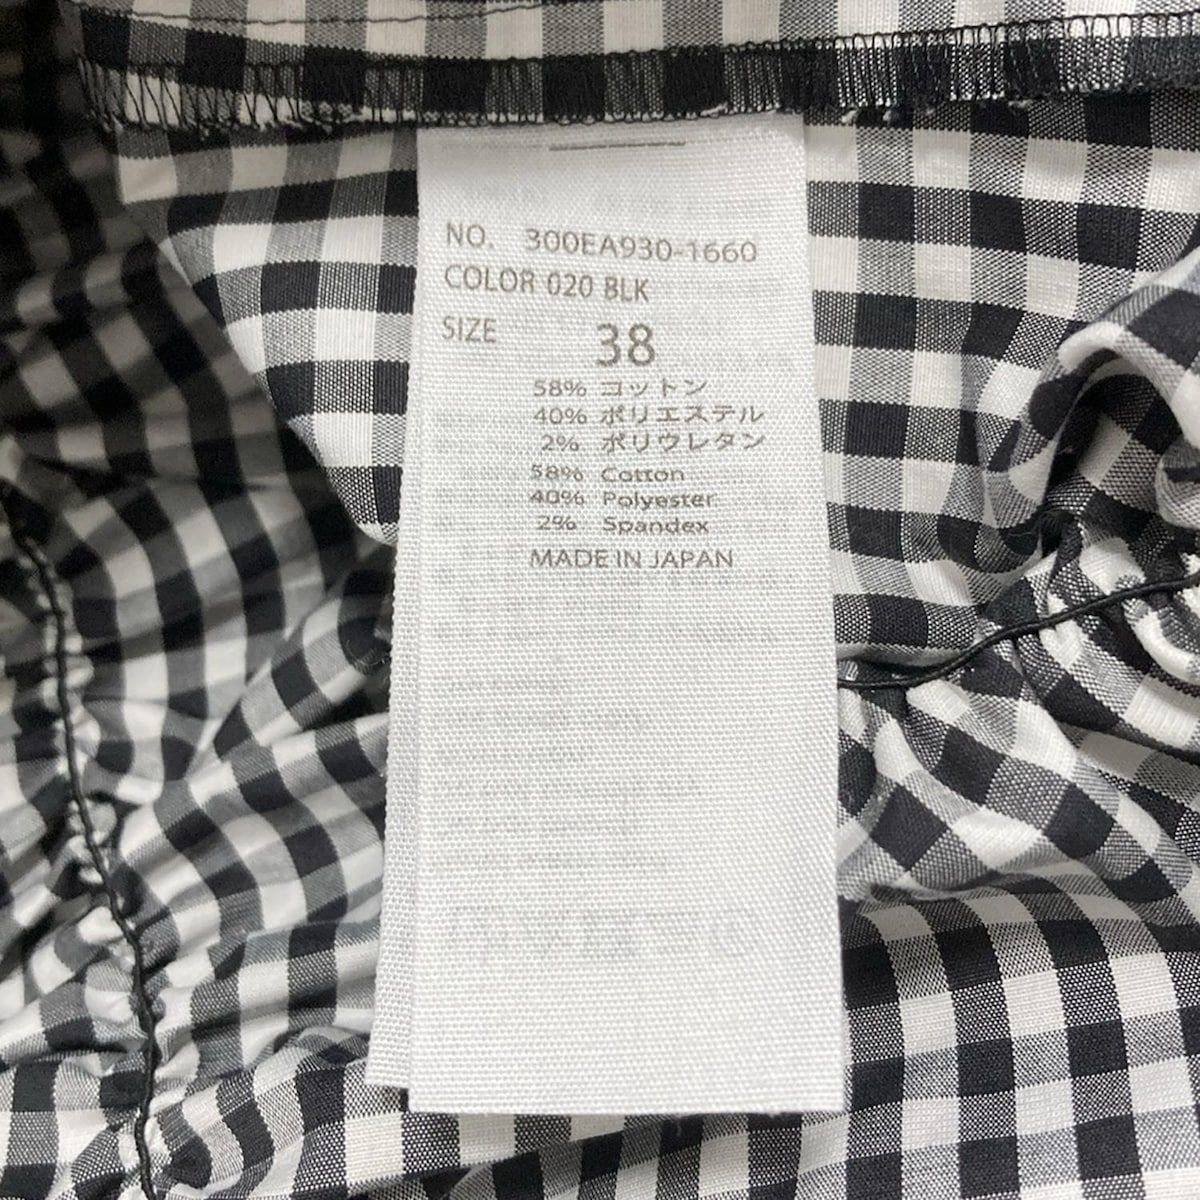 NO. 300EA930-1660
COLOR 020 BLK
SIZE 38
58% コットン
40% ポリエステル
2% ポリウレタン
58% Cotton
40% Polyester
2% Spandex
MADE IN JAPAN